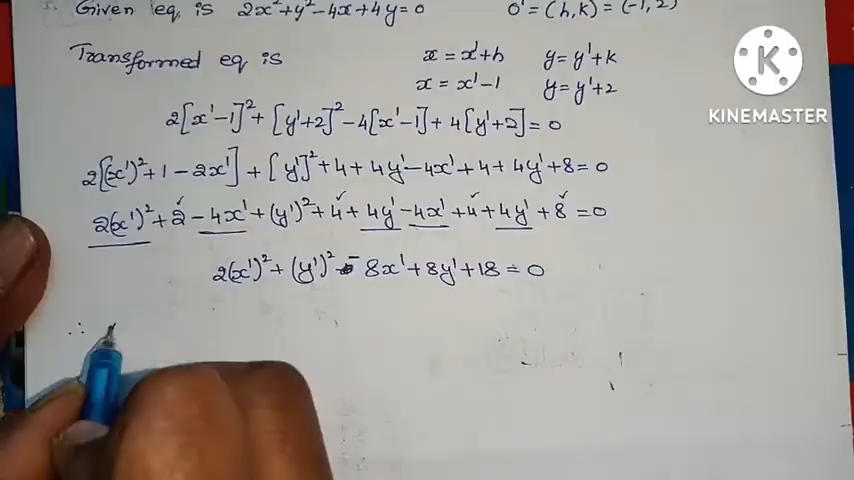 Given eq is 2x²+y²-4x+4y=0 O' = (h,k) = (-1,2)
Transformed eq is x = x'+h y = y'+k
x = x'-1 y = y'+2
2[x'-1]²+[y'+2]²-4[x'-1]+4[y'+2]=0
2[(x')²+1-2x']+[y']²+4+4y'-4x'+4+4y'+8=0
2(x')²+2-4x'+(y')²+4+4y'-4x'+4+4y'+8=0
2(x')²+(y')²-8x'+8y'+18=0
∴
KINEMASTER